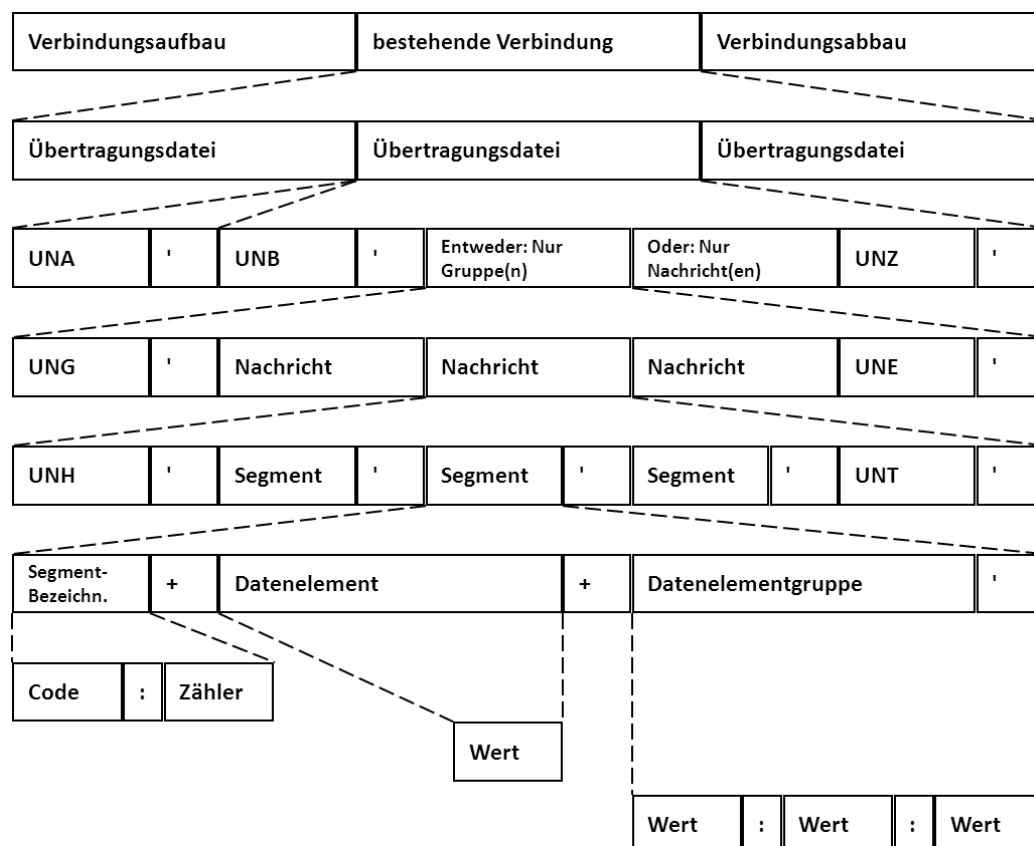 Verbindungsaufbau bestehende Verbindung Verbindungsabbau
Übertragungsdatei Übertragungsdatei Übertragungsdatei
UNA ' UNB ' Entweder: Nur Gruppe(n) Oder: Nur Nachricht(en) UNZ '
UNG ' Nachricht Nachricht Nachricht UNE '
UNH ' Segment ' Segment ' Segment ' UNT '
Segment-
Bezeichn. + Datenelement + Datenelementgruppe '
Code : Zähler
Wert
Wert : Wert : Wert